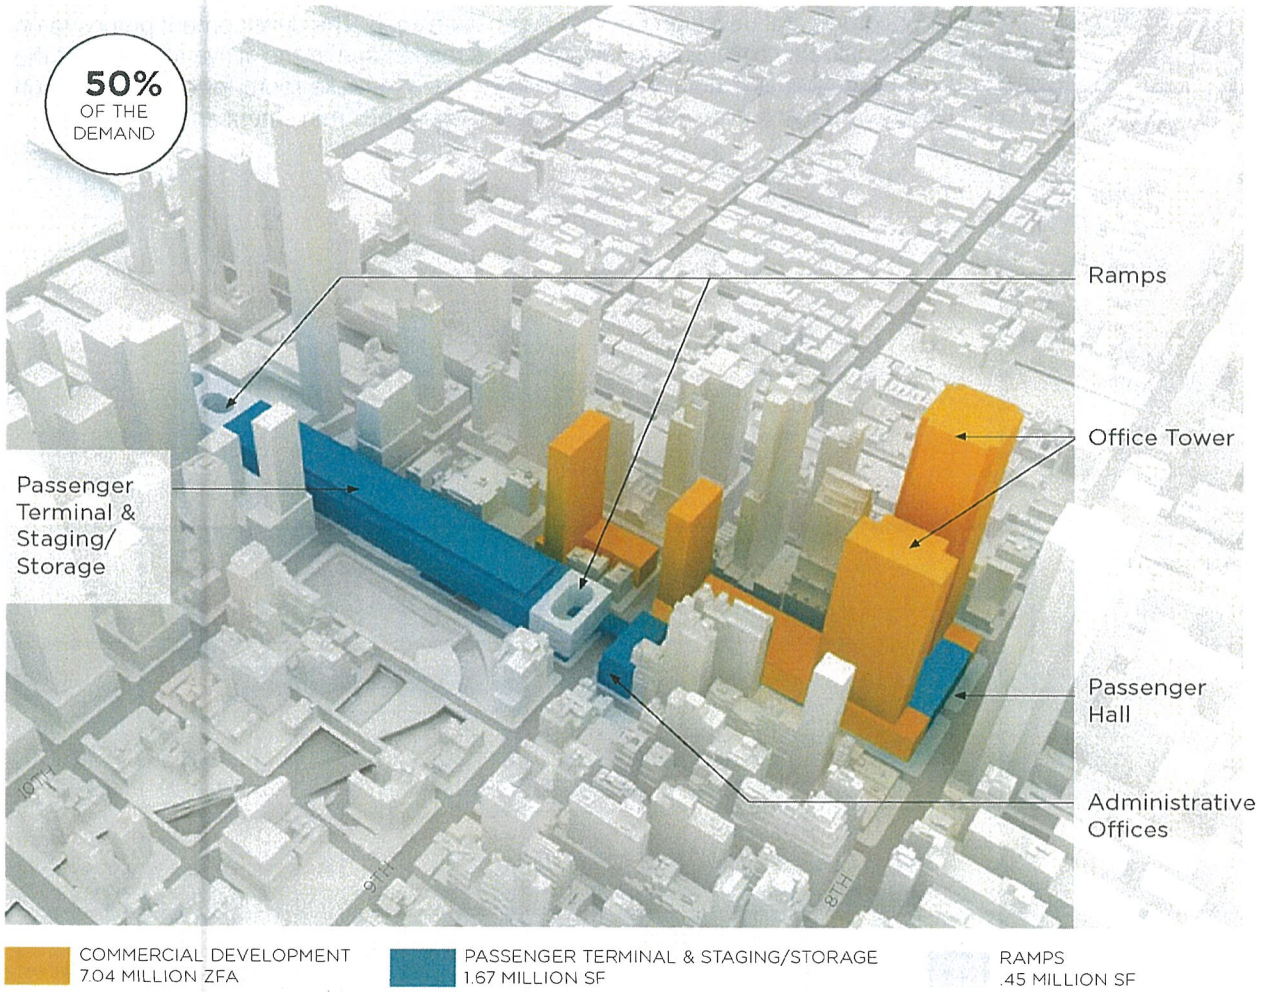 50%
OF THE
DEMAND
Ramps
Office Tower
Passenger
Terminal &
Staging/
Storage
Passenger
Hall
Administrative
Offices
10TH
9TH
8TH
COMMERCIAL DEVELOPMENT
7.04 MILLION ZFA
PASSENGER TERMINAL & STAGING/STORAGE
1.67 MILLION SF
RAMPS
.45 MILLION SF